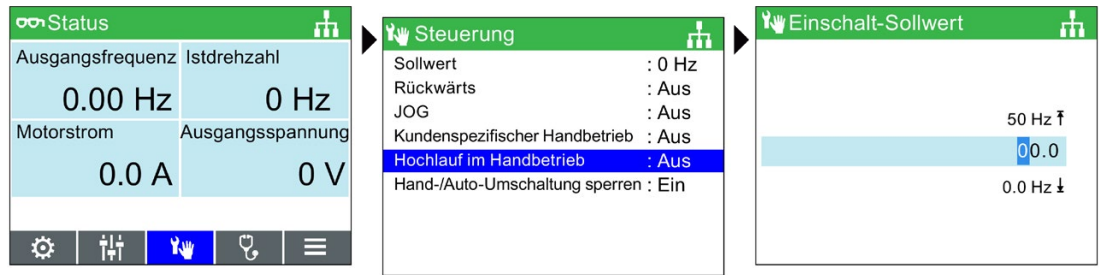 Status
Ausgangsfrequenz Istdrehzahl
0.00 Hz 0 Hz
Motorstrom Ausgangsspannung
0.0 A 0 V
Steuerung
Sollwert : 0 Hz
Rückwärts : Aus
JOG : Aus
Kundenspezifischer Handbetrieb : Aus
Hochlauf im Handbetrieb : Aus
Hand-/Auto-Umschaltung sperren : Ein
Einschalt-Sollwert
50 Hz
00.0
0.0 Hz